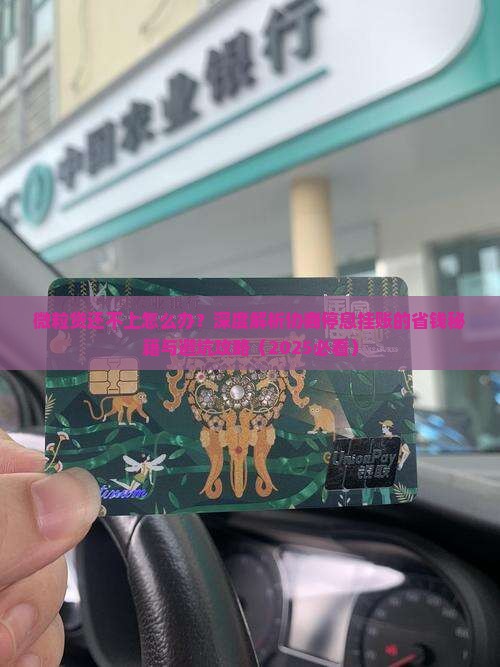 中国农业银行
微粒贷还不上怎么办？深度解析协商停息挂账的省钱秘
籍与避坑攻略（2025必看）
UnionPay
银联